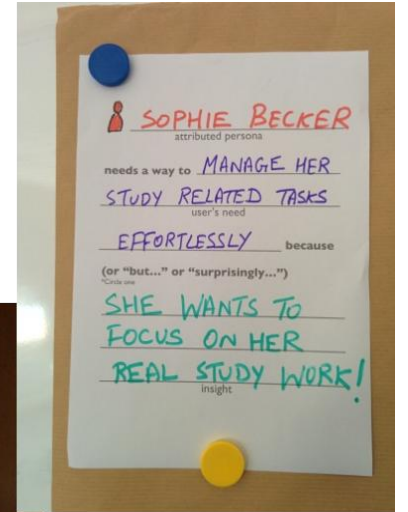 SOPHIE BECKER
attributed persona
needs a way to MANAGE HER
STUDY RELATED TASKS
user's need
EFFORTLESSLY because
(or "but..." or "surprisingly...")
*Circle one
SHE WANTS TO
FOCUS ON HER
REAL STUDY WORK!
insight